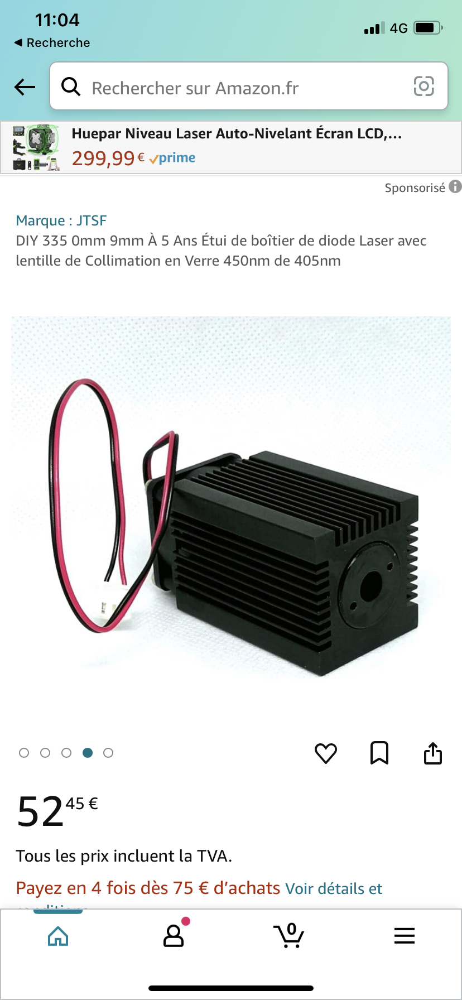 11:04
4G
◀ Recherche
Rechercher sur Amazon.fr
Huepar Niveau Laser Auto-Nivelant Écran LCD,...
299,99 € prime
Sponsorisé
Marque : JTSF
DIY 335 0mm 9mm À 5 Ans Étui de boîtier de diode Laser avec
lentille de Collimation en Verre 450nm de 405nm
52 45 €
Tous les prix incluent la TVA.
Payez en 4 fois dès 75 € d’achats Voir détails et
0